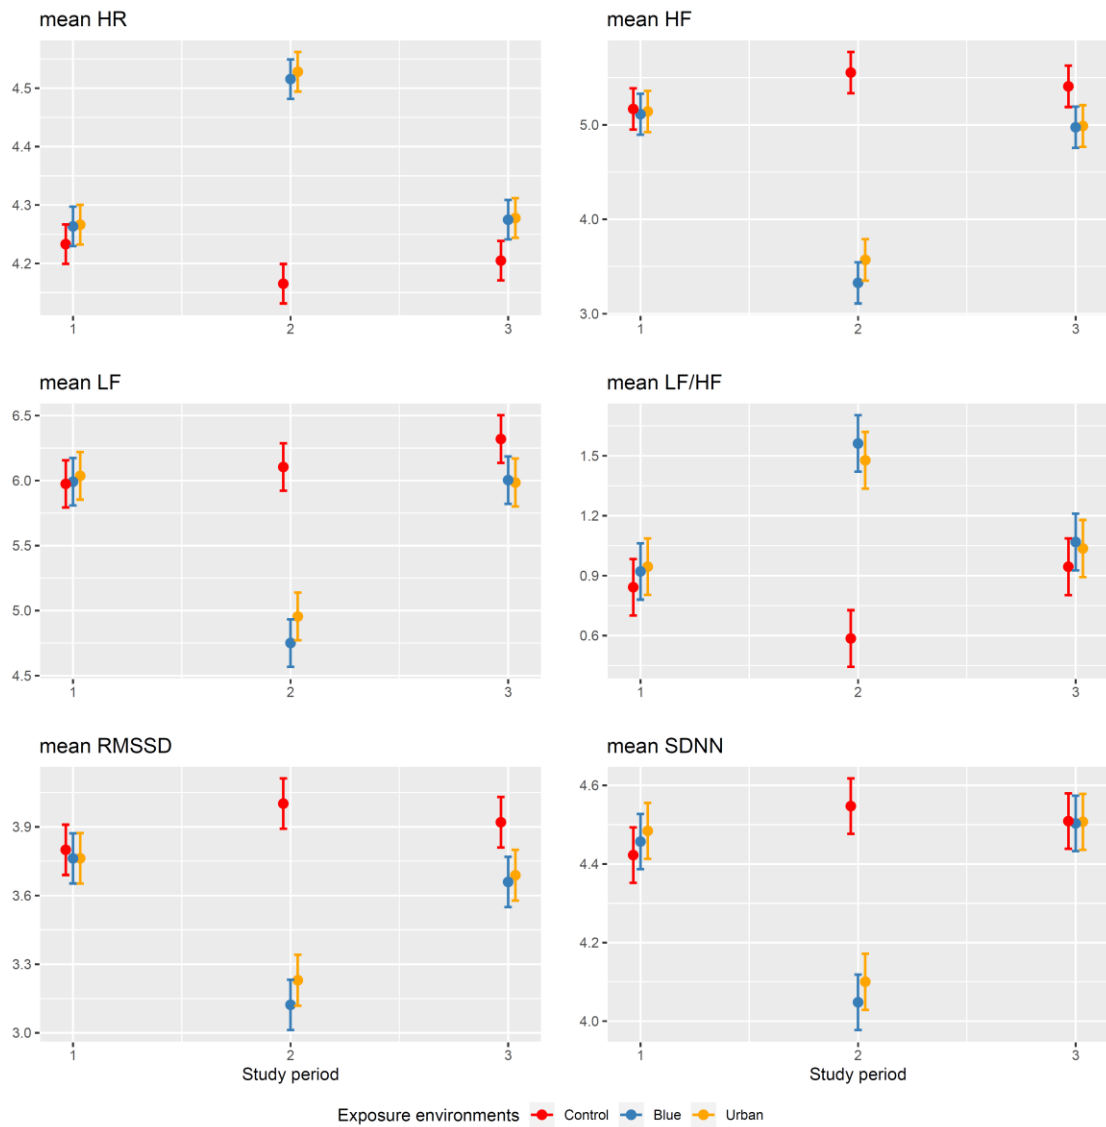 mean HR
4.5
4.4
4.3
4.2
1 2 3
mean HF
5.0
4.0
3.0
1 2 3
mean LF
6.5
6.0
5.5
5.0
4.5
1 2 3
mean LF/HF
1.5
1.2
0.9
0.6
1 2 3
mean RMSSD
3.9
3.6
3.3
3.0
1 2 3
Study period
mean SDNN
4.6
4.4
4.2
4.0
1 2 3
Study period
Exposure environments Control Blue Urban